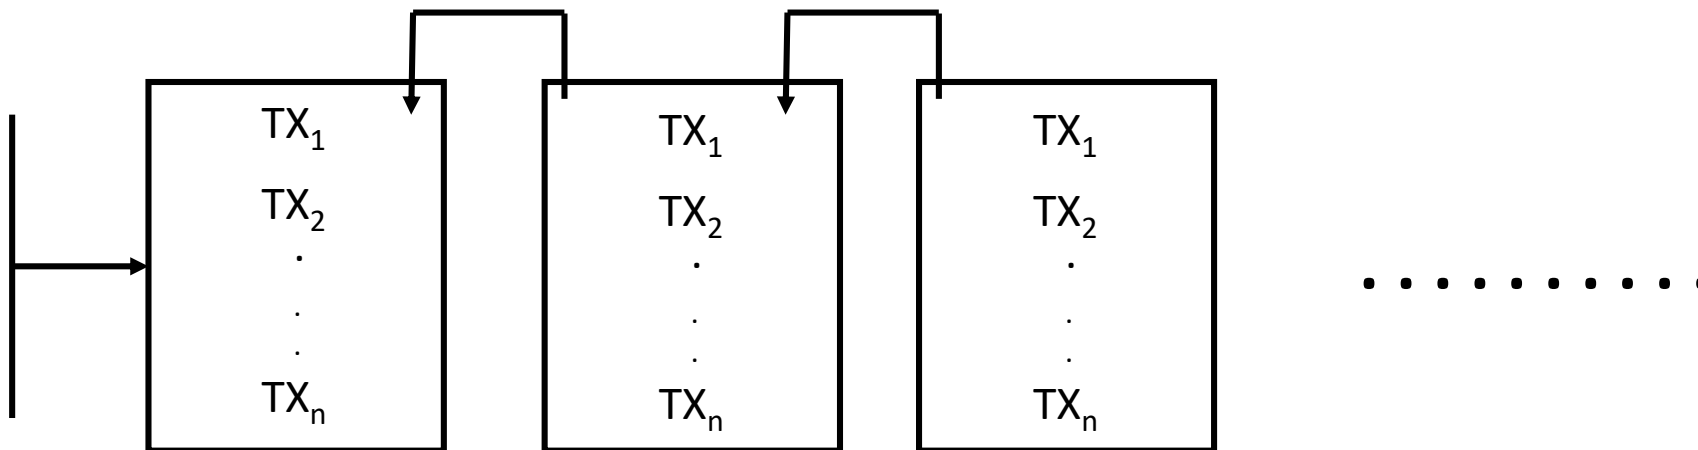 TX₁
TX₂
.
.
.
TXₙ
TX₁
TX₂
.
.
.
TXₙ
TX₁
TX₂
.
.
.
TXₙ
..........